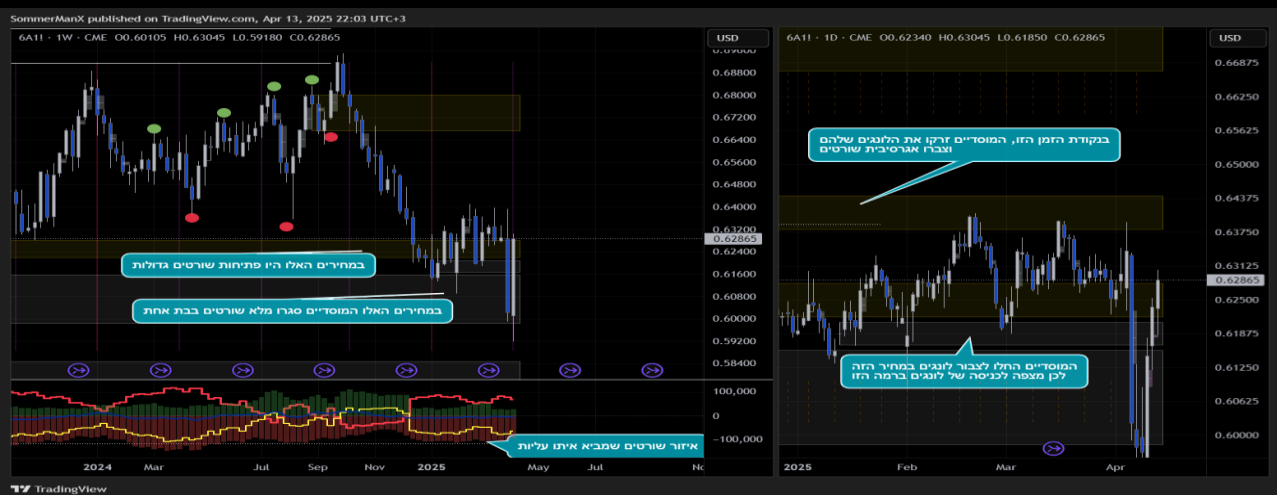 SommerManX published on TradingView.com, Apr 13, 2025 22:03 UTC+3
6A1! · 1W · CME O0.60105 H0.63045 L0.59180 C0.62865
USD
0.69600
0.68800
0.68000
0.67200
0.66400
0.65600
0.64800
0.64000
0.63200
0.62865
0.62400
0.61600
0.60800
0.60000
0.59200
0.58400
במחירים האלו היו פתיחות שורטים גדולות
במחירים האלו המוסדיים סגרו מלא שורטים בבת אחת
100,000
0
−100,000
איזור שורטים שמביא איתו עליות
2024 Mar Jul Sep Nov 2025 May Jul No
6A1! · 1D · CME O0.62340 H0.63045 L0.61850 C0.62865
USD
0.66875
0.66250
0.65625
0.65000
0.64375
0.63750
0.63125
0.62865
0.62500
0.61875
0.61250
0.60625
0.60000
בנקודת הזמן הזו, המוסדיים זרקו את הלונגים שלהם
וצברו אגרסיבית שורטים
המוסדיים החלו לצבור לונגים במחיר הזה
לכן מצפה לכניסה של לונגים ברמה הזו
2025 Feb Mar Apr
TradingView